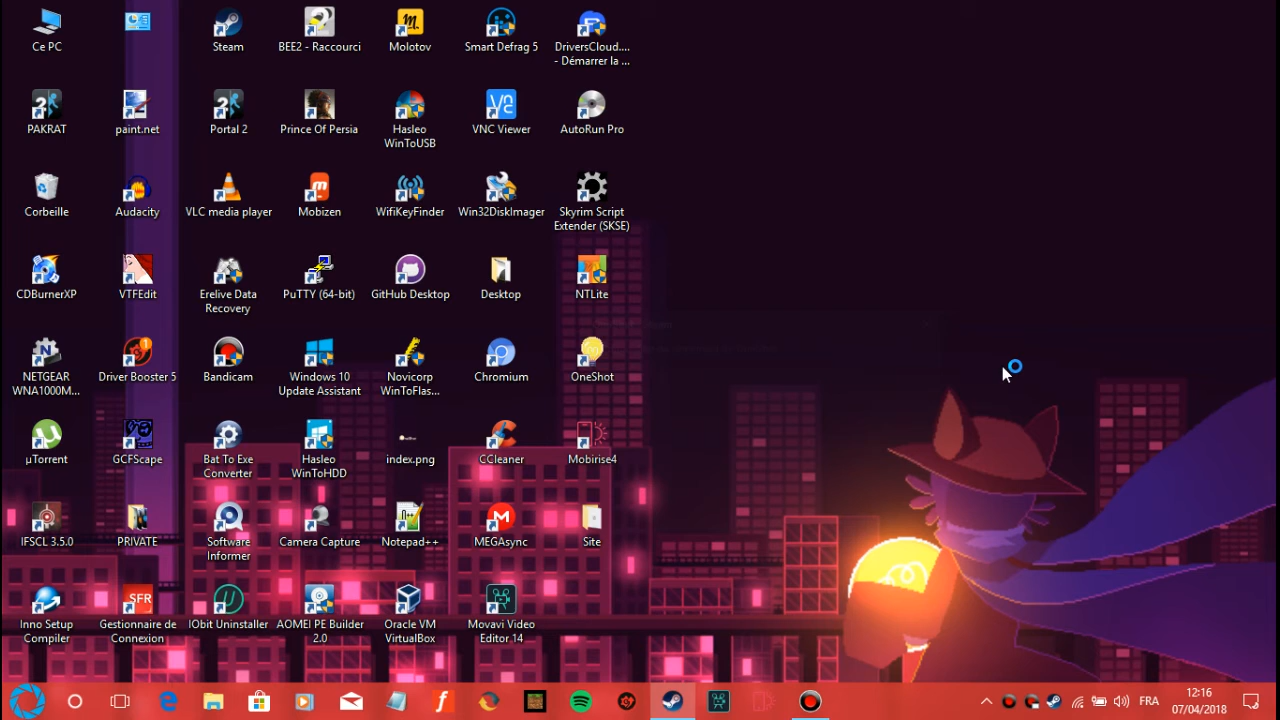 Ce PC
Steam
BEE2 - Raccourci
Molotov
Smart Defrag 5
DriversCloud....
- Démarrer la ...
PAKRAT
paint.net
Portal 2
Prince Of Persia
Hasleo
WinToUSB
VNC Viewer
AutoRun Pro
Corbeille
Audacity
VLC media player
Mobizen
WifiKeyFinder
Win32DiskImager
Skyrim Script
Extender (SKSE)
CDBurnerXP
VTFEdit
Erelive Data
Recovery
PuTTY (64-bit)
GitHub Desktop
Desktop
NTLite
NETGEAR
WNA1000M...
Driver Booster 5
Bandicam
Windows 10
Update Assistant
Novicorp
WinToFlas...
Chromium
OneShot
µTorrent
GCFScape
Bat To Exe
Converter
Hasleo
WinToHDD
index.png
CCleaner
Mobirise4
IFSCL 3.5.0
PRIVATE
Software
Informer
Camera Capture
Notepad++
MEGAsync
Site
Inno Setup
Compiler
SFR
Gestionnaire de
Connexion
IObit Uninstaller
AOMEI PE Builder
2.0
Oracle VM
VirtualBox
Movavi Video
Editor 14
FRA
12:16
07/04/2018